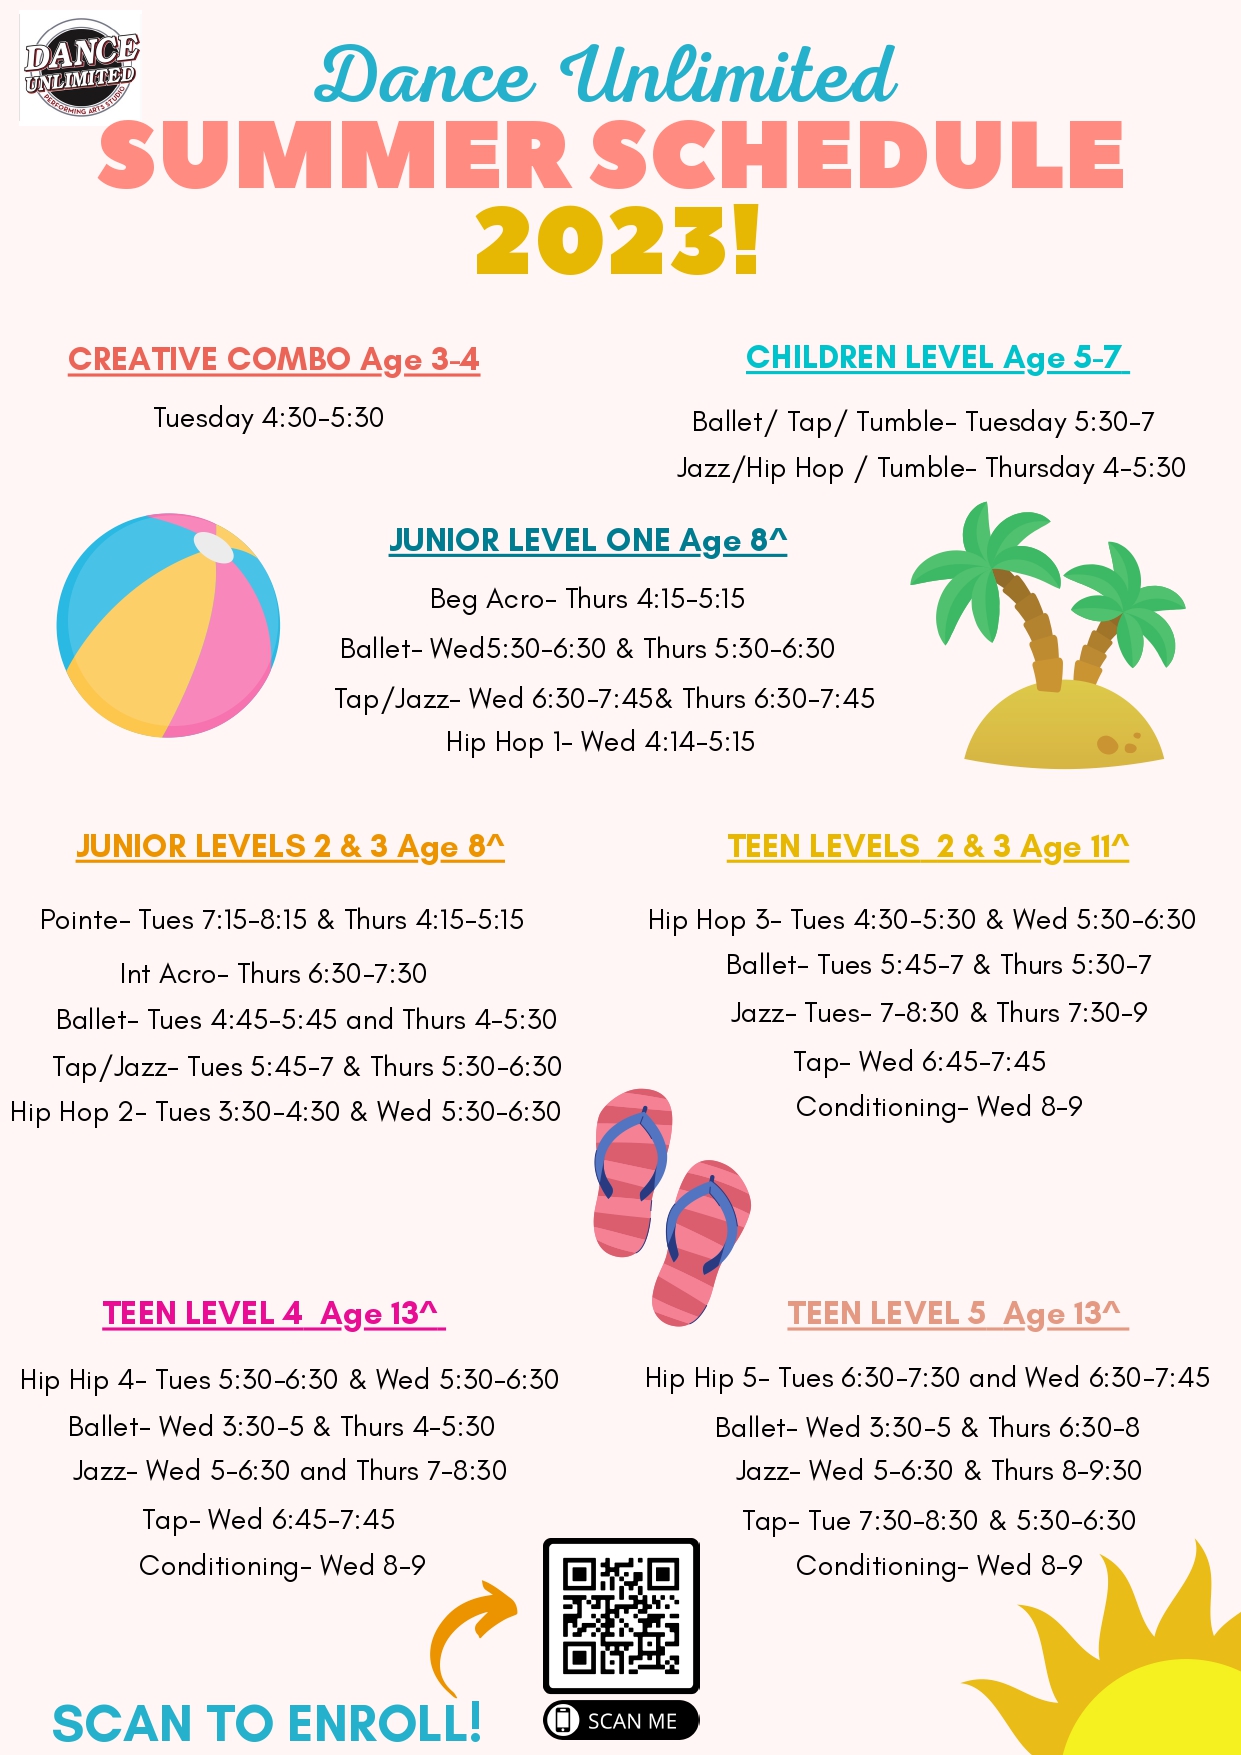 DANCE
UNLIMITED
PERFORMING ARTS STUDIO
Dance Unlimited
SUMMER SCHEDULE
2023!
CREATIVE COMBO Age 3-4
Tuesday 4:30-5:30
CHILDREN LEVEL Age 5-7
Ballet/ Tap/ Tumble- Tuesday 5:30-7
Jazz/Hip Hop / Tumble- Thursday 4-5:30
JUNIOR LEVEL ONE Age 8^
Beg Acro- Thurs 4:15-5:15
Ballet- Wed5:30-6:30 & Thurs 5:30-6:30
Tap/Jazz- Wed 6:30-7:45& Thurs 6:30-7:45
Hip Hop 1- Wed 4:14-5:15
JUNIOR LEVELS 2 & 3 Age 8^
Pointe- Tues 7:15-8:15 & Thurs 4:15-5:15
Int Acro- Thurs 6:30-7:30
Ballet- Tues 4:45-5:45 and Thurs 4-5:30
Tap/Jazz- Tues 5:45-7 & Thurs 5:30-6:30
Hip Hop 2- Tues 3:30-4:30 & Wed 5:30-6:30
TEEN LEVELS 2 & 3 Age 11^
Hip Hop 3- Tues 4:30-5:30 & Wed 5:30-6:30
Ballet- Tues 5:45-7 & Thurs 5:30-7
Jazz- Tues- 7-8:30 & Thurs 7:30-9
Tap- Wed 6:45-7:45
Conditioning- Wed 8-9
TEEN LEVEL 4 Age 13^
Hip Hip 4- Tues 5:30-6:30 & Wed 5:30-6:30
Ballet- Wed 3:30-5 & Thurs 4-5:30
Jazz- Wed 5-6:30 and Thurs 7-8:30
Tap- Wed 6:45-7:45
Conditioning- Wed 8-9
TEEN LEVEL 5 Age 13^
Hip Hip 5- Tues 6:30-7:30 and Wed 6:30-7:45
Ballet- Wed 3:30-5 & Thurs 6:30-8
Jazz- Wed 5-6:30 & Thurs 8-9:30
Tap- Tue 7:30-8:30 & 5:30-6:30
Conditioning- Wed 8-9
SCAN TO ENROLL!
SCAN ME